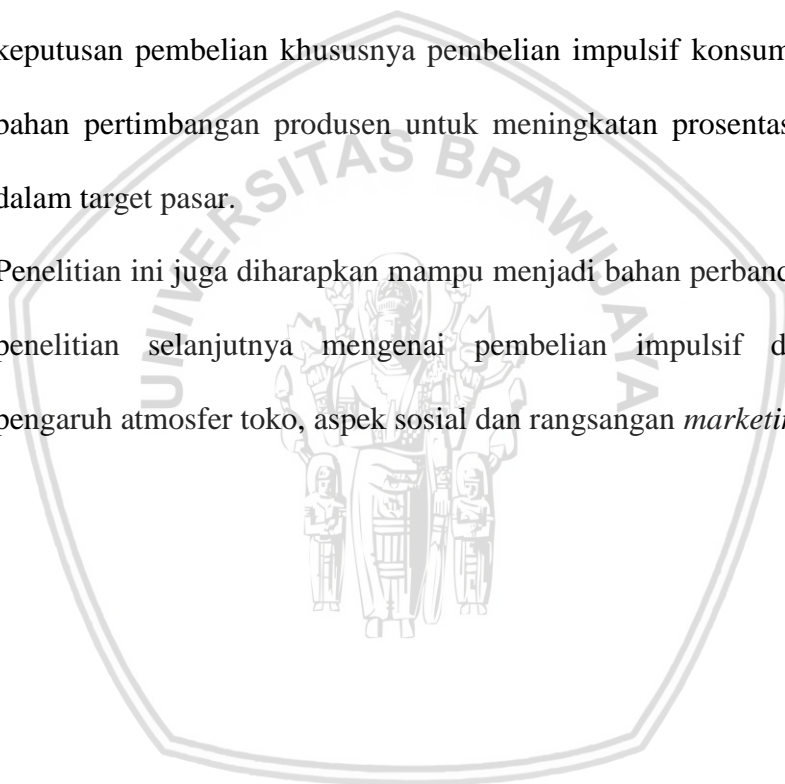 keputusan pembelian khususnya pembelian impulsif konsum
bahan pertimbangan produsen untuk meningkatan prosentas
dalam target pasar.
Penelitian ini juga diharapkan mampu menjadi bahan perband
penelitian selanjutnya mengenai pembelian impulsif d
pengaruh atmosfer toko, aspek sosial dan rangsangan marketin
UNIVERSITAS BRAWIJAYA